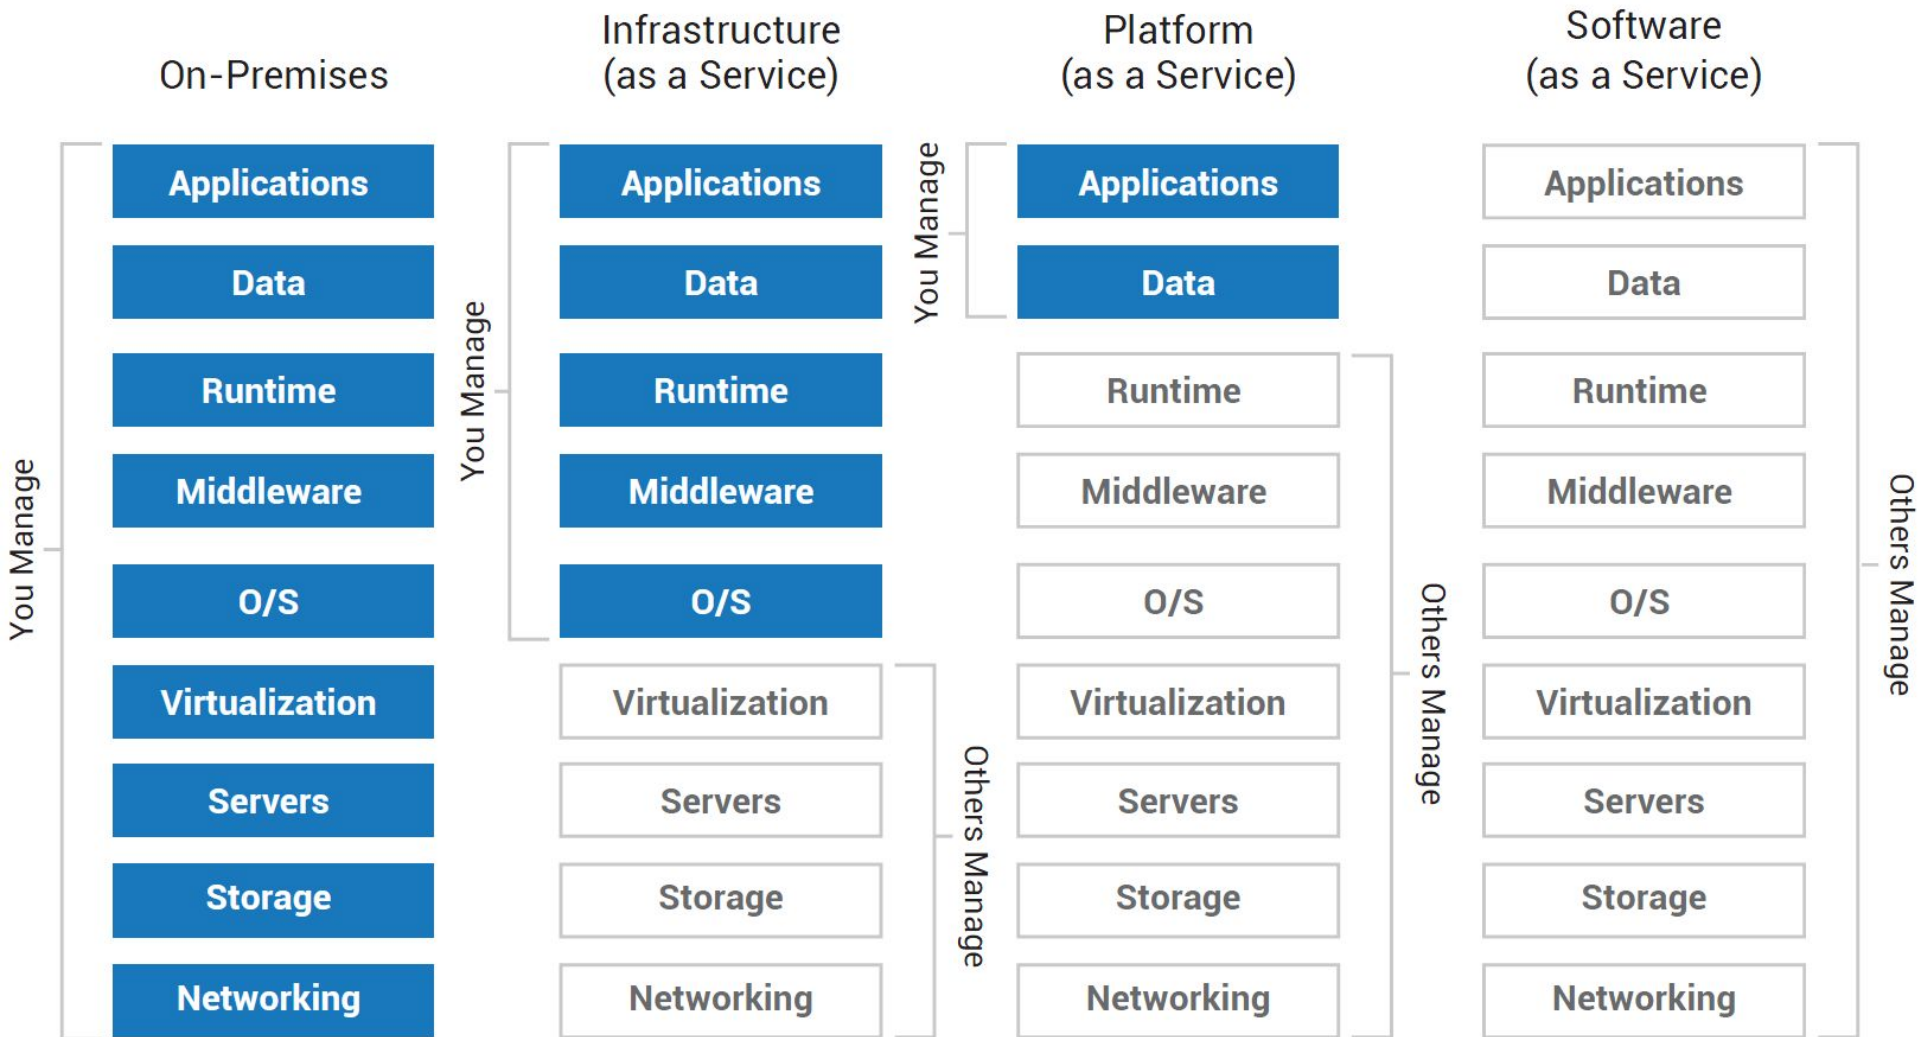 On-Premises
Infrastructure
(as a Service)
Platform
(as a Service)
Software
(as a Service)
You Manage
Applications
Data
Runtime
Middleware
O/S
Virtualization
Servers
Storage
Networking
You Manage
Applications
Data
Runtime
Middleware
O/S
Virtualization
Servers
Storage
Networking
Others Manage
You Manage
Applications
Data
Runtime
Middleware
O/S
Virtualization
Servers
Storage
Networking
Others Manage
Applications
Data
Runtime
Middleware
O/S
Virtualization
Servers
Storage
Networking
Others Manage